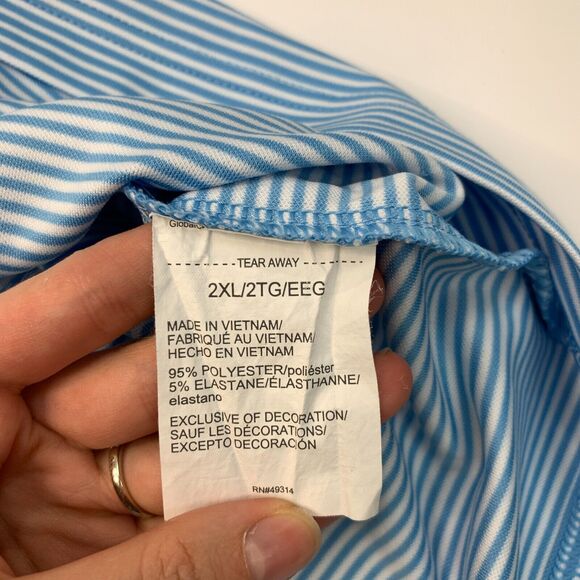 TEAR AWAY
2XL/2TG/EEG
MADE IN VIETNAM/
FABRIQUÉ AU VIETNAM/
HECHO EN VIETNAM
95% POLYESTER/poliéster
5% ELASTANE/ÉLASTHANNE/
elastano
EXCLUSIVE OF DECORATION/
SAUF LES DÉCORATIONS/
EXCEPTO DECORACIÓN
RN#49314